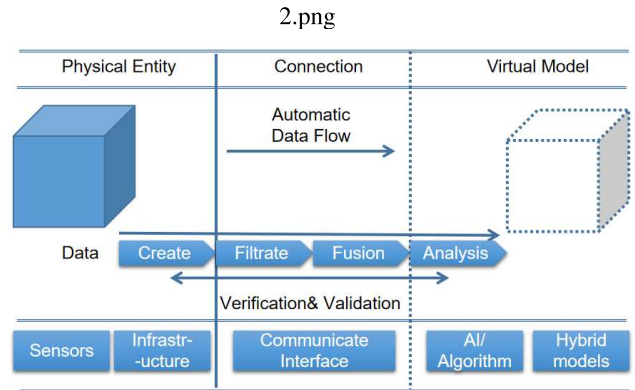 2.png
Physical Entity Connection Virtual Model
Automatic
Data Flow
Data Create Filtrate Fusion Analysis
Verification& Validation
Sensors
Infrastr-
-ucture
Communicate
Interface
AI/
Algorithm
Hybrid
models